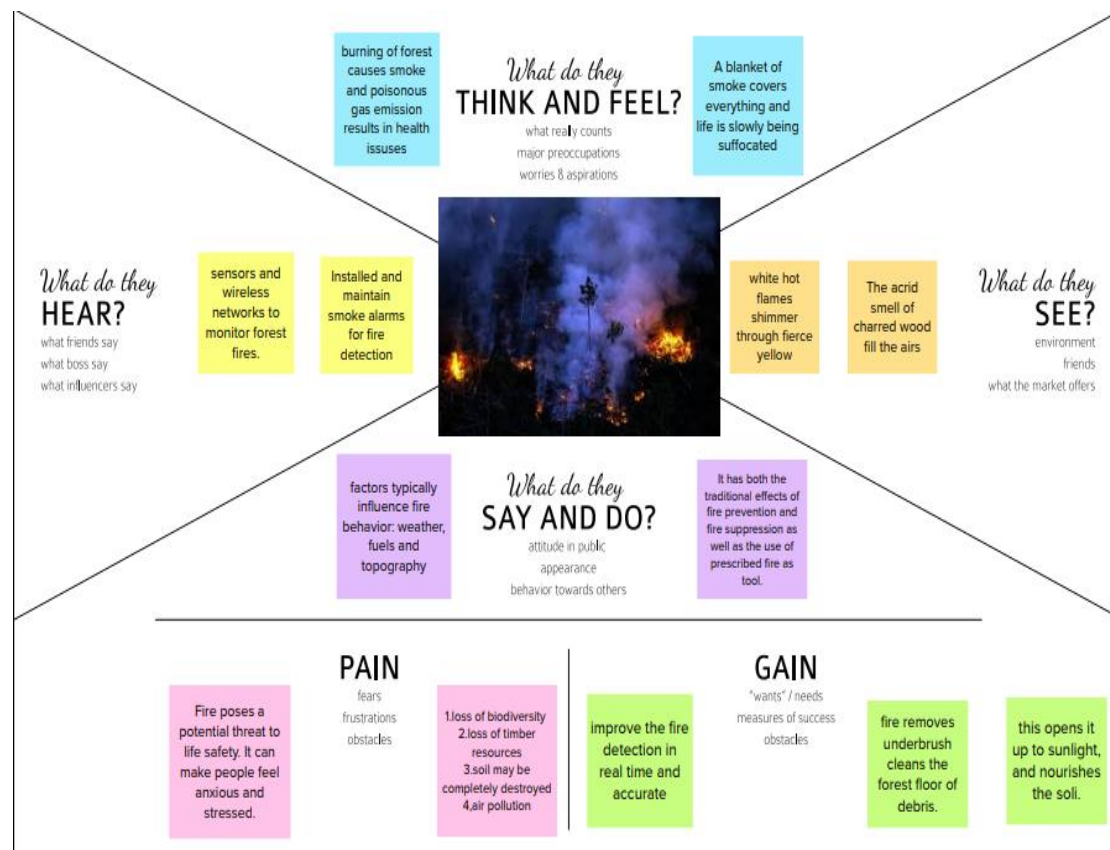 burning of forest
causes smoke
and poisonous
gas emission
results in health
issuses
What do they
THINK AND FEEL?
what really counts
major preoccupations
worries & aspirations
A blanket of
smoke covers
everything and
life is slowly being
suffocated
What do they
HEAR?
what friends say
what boss say
what influencers say
sensors and
wireless
networks to
monitor forest
fires.
Installed and
maintain
smoke alarms
for fire
detection
white hot
flames
shimmer
through fierce
yellow
The acrid
smell of
charred wood
fill the airs
What do they
SEE?
environment
friends
what the market offers
factors typically
influence fire
behavior: weather,
fuels and
topography
What do they
SAY AND DO?
attitude in public
appearance
behavior towards others
It has both the
traditional effects of
fire prevention and
fire suppression as
well as the use of
prescribed fire as
tool.
PAIN
fears
frustrations
obstacles
Fire poses a
potential threat to
life safety. It can
make people feel
anxious and
stressed.
1.loss of biodiversity
2.loss of timber
resources
3.soil may be
completely destroyed
4,air pollution
GAIN
"wants" / needs
measures of success
obstacles
improve the fire
detection in
real time and
accurate
fire removes
underbrush
cleans the
forest floor of
debris.
this opens it
up to sunlight,
and nourishes
the soli.